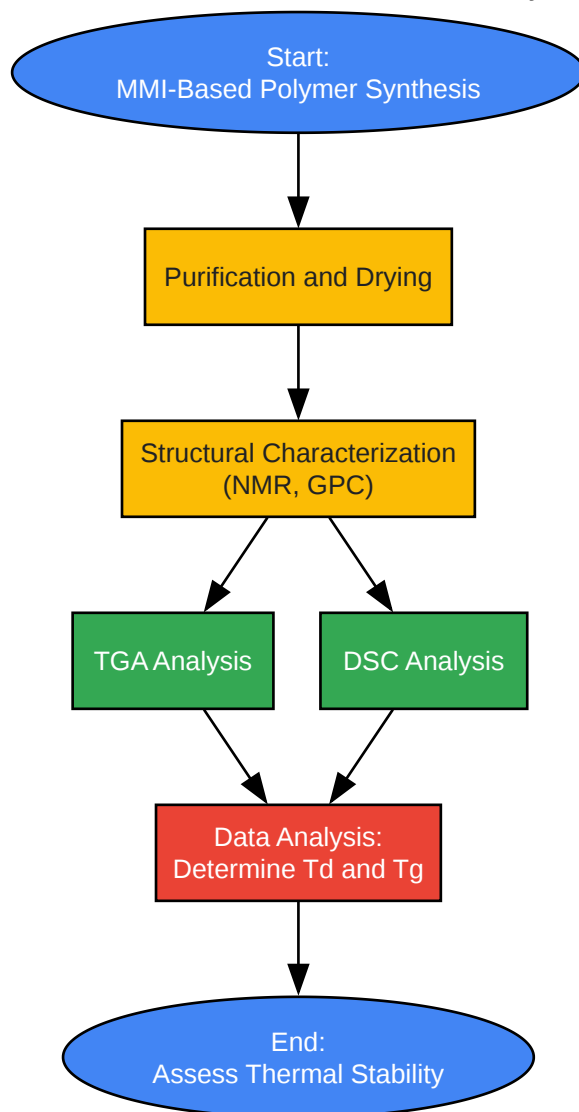 Start:
MMI-Based Polymer Synthesis
Purification and Drying
Structural Characterization
(NMR, GPC)
TGA Analysis
DSC Analysis
Data Analysis:
Determine Td and Tg
End:
Assess Thermal Stability